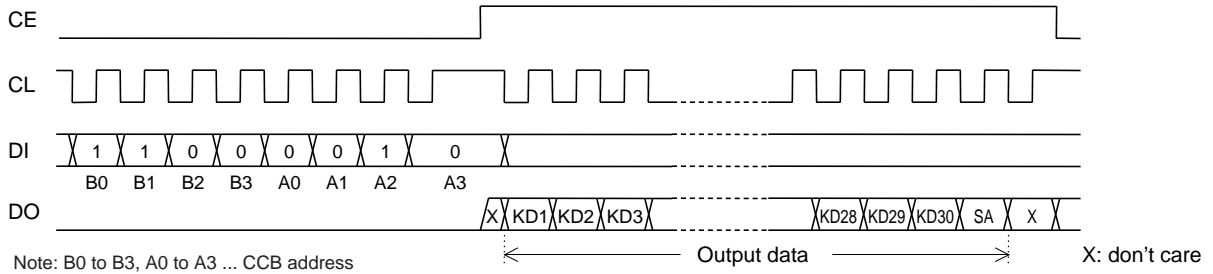 CE
CL
DI 1 1 0 0 0 0 1 0
B0 B1 B2 B3 A0 A1 A2 A3
DO X KD1 KD2 KD3 KD28 KD29 KD30 SA X
Note: B0 to B3, A0 to A3 ... CCB address Output data X: don't care